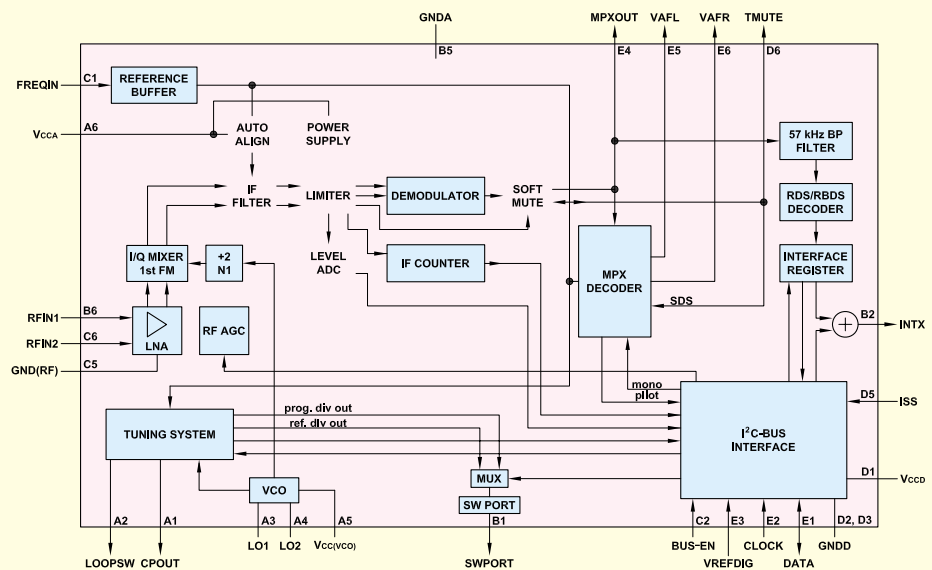 GNDA
MPXOUT
VAFL
VAFR
TMUTE
B5
E4
E5
E6
D6
FREQIN
C1
REFERENCE
BUFFER
VCCA
A6
AUTO
ALIGN
POWER
SUPPLY
57 kHz BP
FILTER
IF
FILTER
LIMITER
DEMODULATOR
SOFT
MUTE
RDS/RBDS
DECODER
I/Q MIXER
1st FM
+2
N1
LEVEL
ADC
IF COUNTER
MPX
DECODER
INTERFACE
REGISTER
SDS
RFIN1
B6
RFIN2
C6
LNA
RF AGC
B2
INTX
GND(RF)
C5
mono
pilot
D5
ISS
TUNING SYSTEM
prog. div out
ref. div out
I²C-BUS
INTERFACE
MUX
D1
VCCD
VCO
SW PORT
A2
A1
A3
A4
A5
B1
C2
E3
E2
E1
D2, D3
LO1
LO2
VCC(VCO)
BUS-EN
CLOCK
GNDD
LOOPSW
CPOUT
SWPORT
VREFDIG
DATA